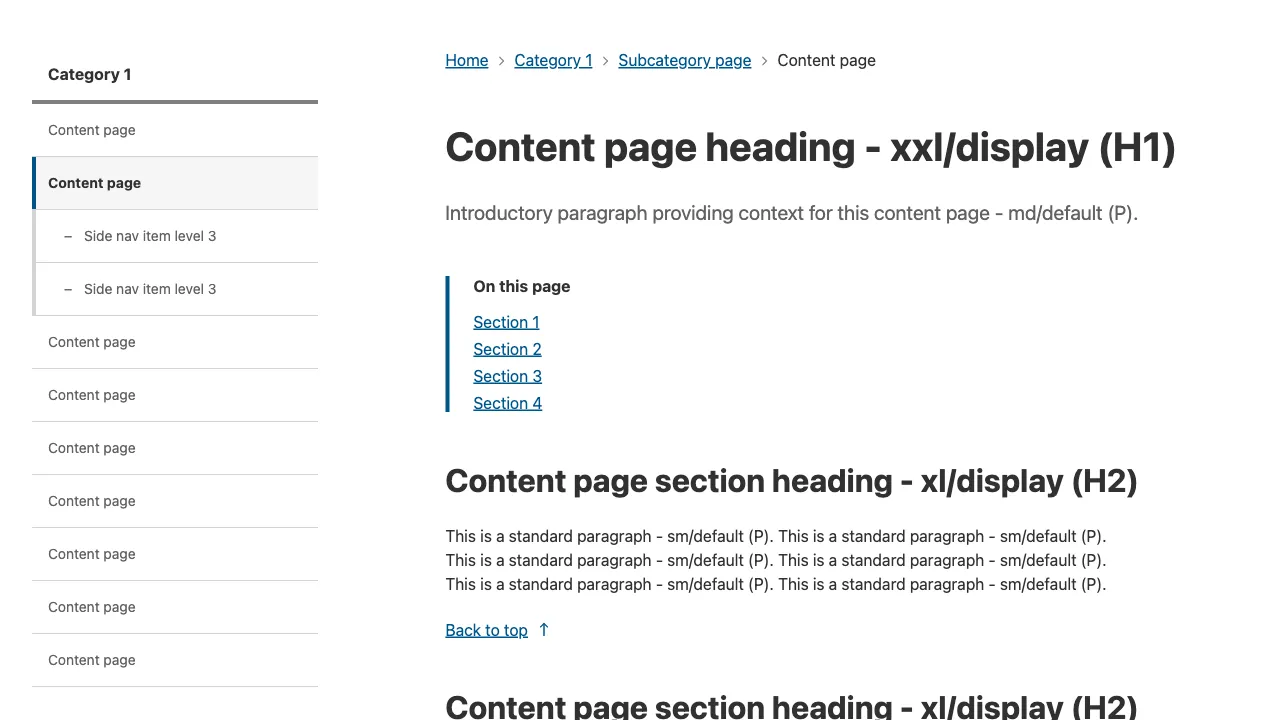 Category 1
Content page
Content page
– Side nav item level 3
– Side nav item level 3
Content page
Content page
Content page
Content page
Content page
Content page
Content page
Home > Category 1 > Subcategory page > Content page
Content page heading - xxl/display (H1)
Introductory paragraph providing context for this content page - md/default (P).
On this page
Section 1
Section 2
Section 3
Section 4
Content page section heading - xl/display (H2)
This is a standard paragraph - sm/default (P). This is a standard paragraph - sm/default (P).
This is a standard paragraph - sm/default (P). This is a standard paragraph - sm/default (P).
This is a standard paragraph - sm/default (P). This is a standard paragraph - sm/default (P).
Back to top ↑
Content page section heading - xl/display (H2)